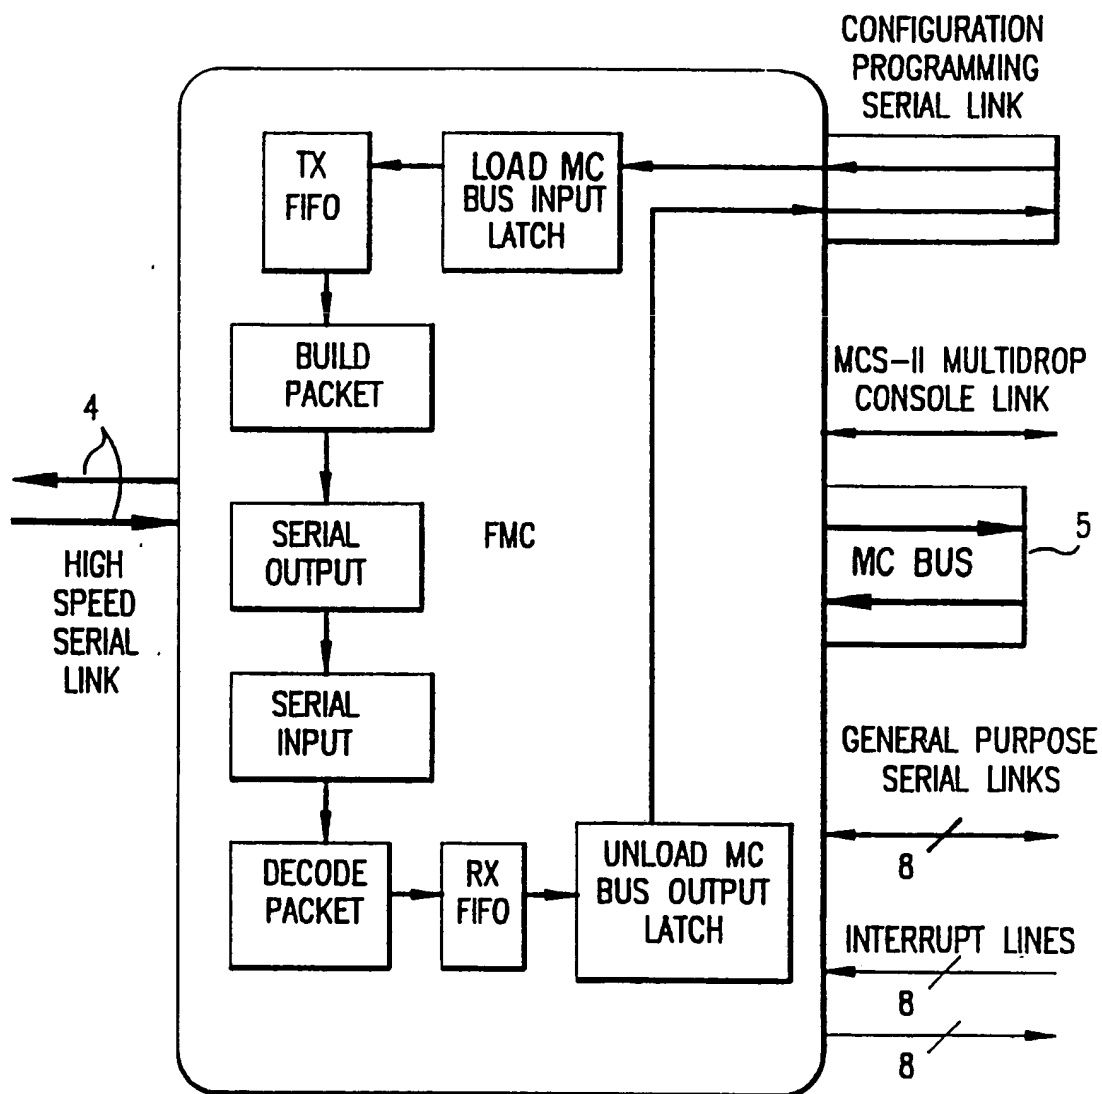 CONFIGURATION
PROGRAMMING
SERIAL LINK
TX
FIFO
LOAD MC
BUS INPUT
LATCH
BUILD
PACKET
MCS-II MULTIDROP
CONSOLE LINK
4
SERIAL
OUTPUT
FMC
5
MC BUS
HIGH
SPEED
SERIAL
LINK
SERIAL
INPUT
GENERAL PURPOSE
SERIAL LINKS
8
DECODE
PACKET
RX
FIFO
UNLOAD MC
BUS OUTPUT
LATCH
INTERRUPT LINES
8
8